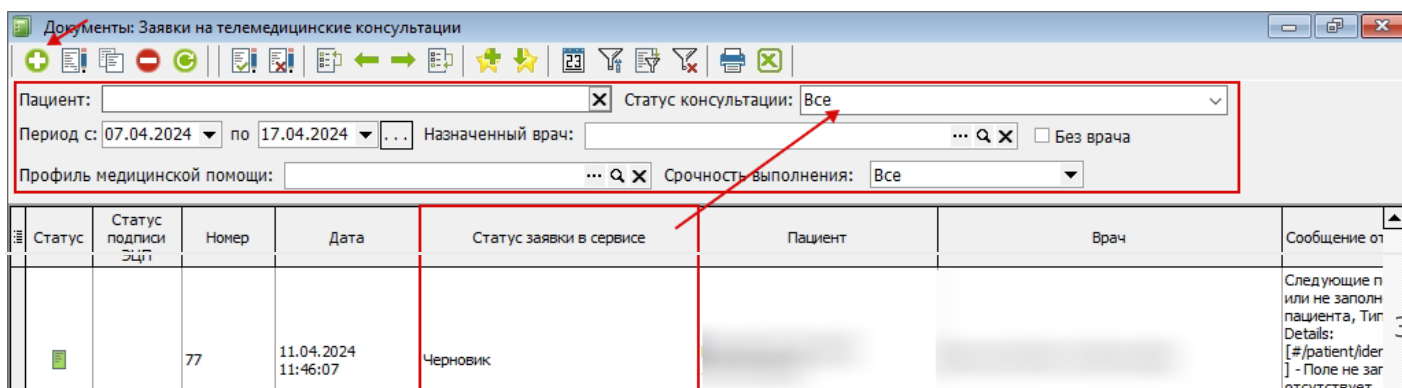 Документы: Заявки на телемедицинские консультации
23
Пациент: Статус консультации: Все
Период с: 07.04.2024 по 17.04.2024 ... Назначенный врач: ... Без врача
Профиль медицинской помощи: ... Срочность выполнения: Все
Статус Статус подписи ЭЦП Номер Дата Статус заявки в сервисе Пациент Врач Сообщение от
77 11.04.2024 11:46:07 Черновик
Следующие п
или не заполн
пациента, Тип
Details:
[#/patient/iden
] - Поле не зап
отсутствует